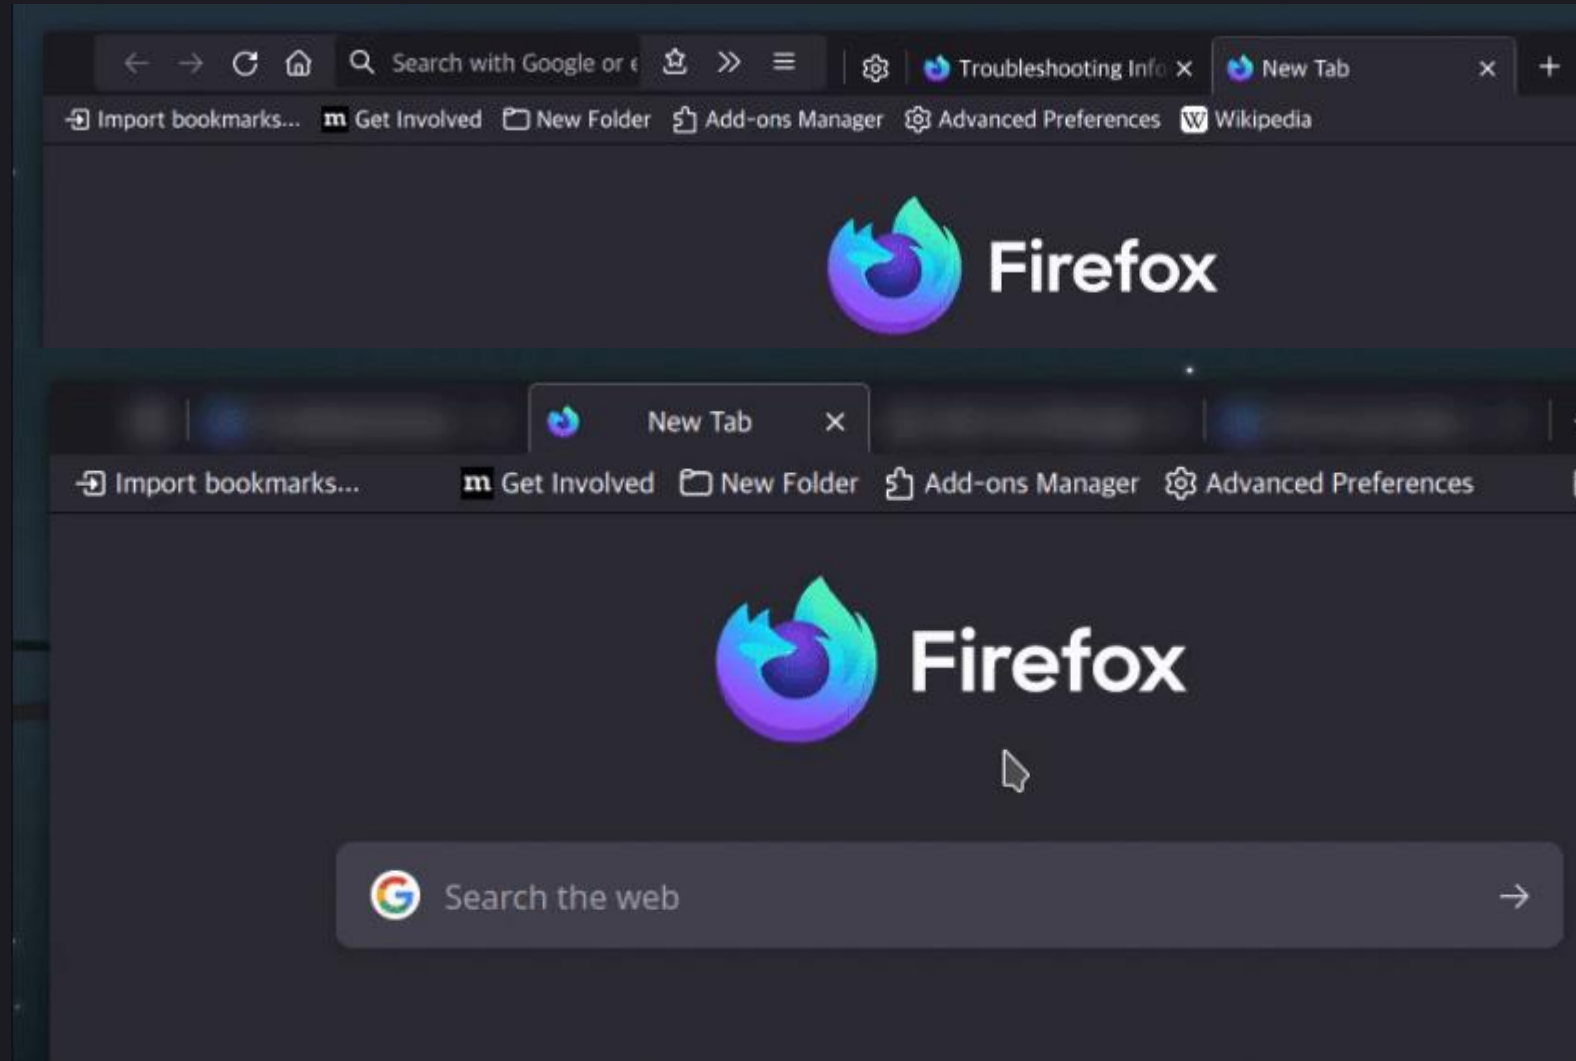 Search with Google or e
Troubleshooting Info
New Tab
Import bookmarks...
m Get Involved
New Folder
Add-ons Manager
Advanced Preferences
W Wikipedia
Firefox
New Tab
Import bookmarks...
m Get Involved
New Folder
Add-ons Manager
Advanced Preferences
Firefox
G Search the web